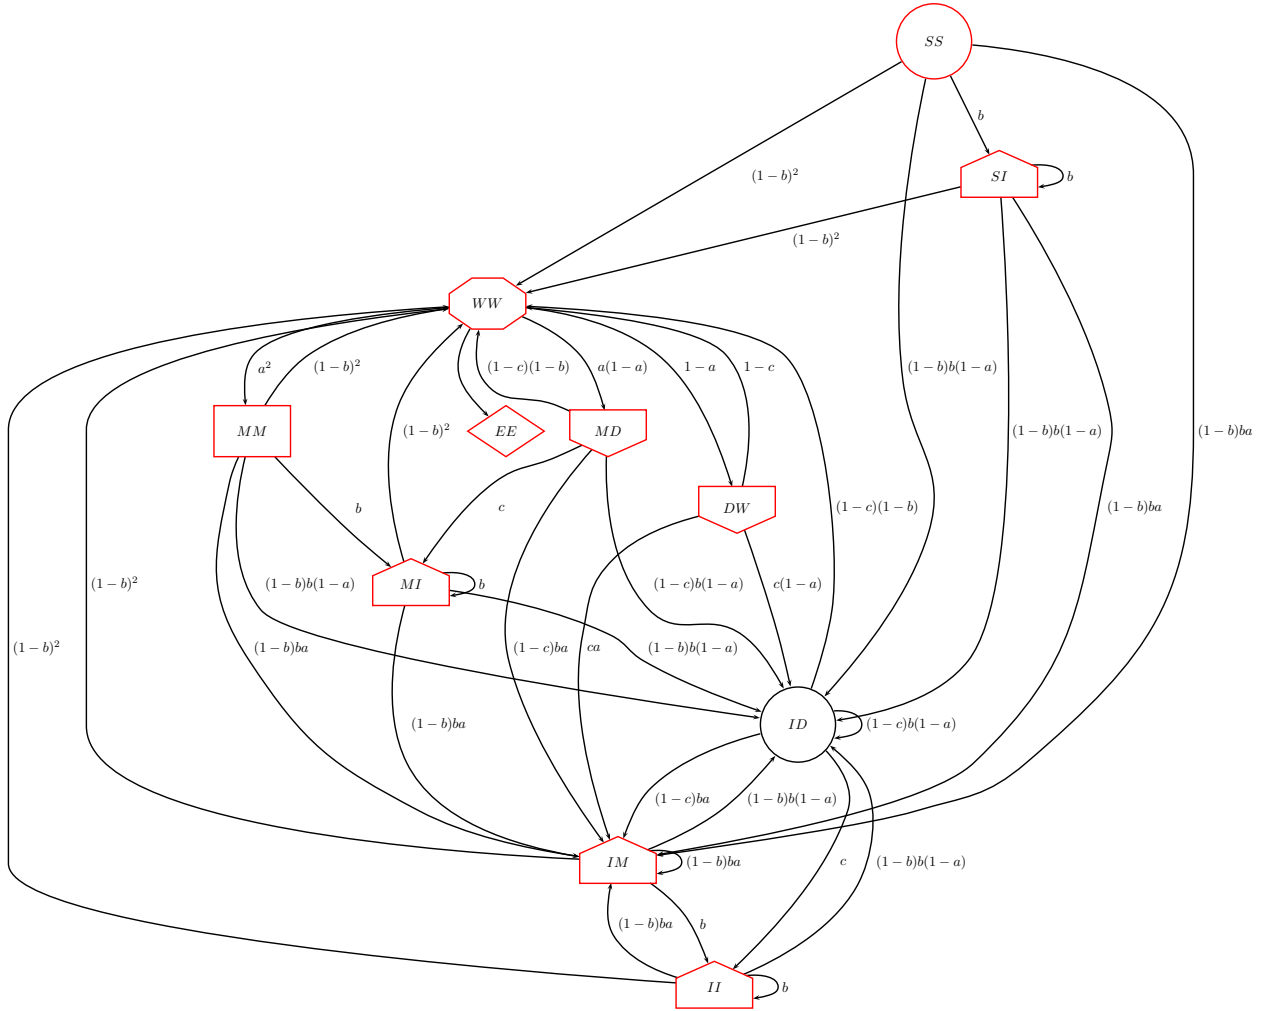 SS
b
SI
b
(1 − b)²
(1 − b)²
WW
a²
(1 − b)²
(1 − c)(1 − b)
a(1 − a)
1 − a
1 − c
(1 − b)b(1 − a)
MM
(1 − b)²
EE
MD
(1 − b)b(1 − a)
(1 − b)ba
b
c
DW
(1 − c)(1 − b)
(1 − b)ba
(1 − b)²
(1 − b)b(1 − a)
MI
b
(1 − c)b(1 − a)
c(1 − a)
(1 − b)²
(1 − b)ba
(1 − c)ba
ca
(1 − b)b(1 − a)
(1 − b)ba
ID
(1 − c)b(1 − a)
(1 − c)ba
(1 − b)b(1 − a)
IM
(1 − b)ba
c
(1 − b)b(1 − a)
(1 − b)ba
b
II
b